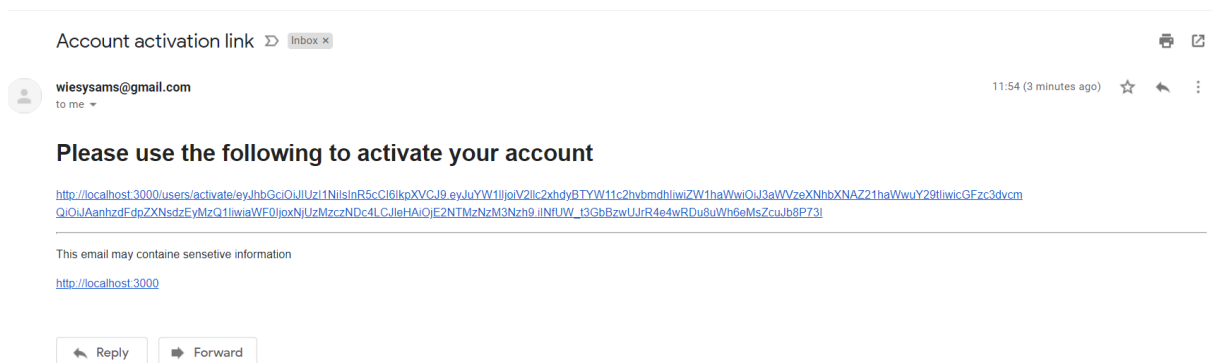 Account activation link Inbox ×
wiesysams@gmail.com 11:54 (3 minutes ago)
to me
Please use the following to activate your account
http://localhost:3000/users/activate/eyJhbGciOiJIUzI1NiIsInR5cCI6IkpXVCJ9.eyJuYW1lIjoiV2llc2xhdyBTYW11c2hvbmdhIiwiZW1haWwiOiJ3aWVzeXNhbXNAZ21haWwuY29tIiwicGFzc3dvcm
QiOiJAanhzdFdpZXNsdzEyMzQ1IiwiaWF0IjoxNjUzMzczNDc4LCJleHAiOjE2NTMzNzM3Nzh9.iINfUW_t3GbBzwUJrR4e4wRDu8uWh6eMsZcuJb8P73I
This email may containe sensetive information
http://localhost:3000
Reply Forward